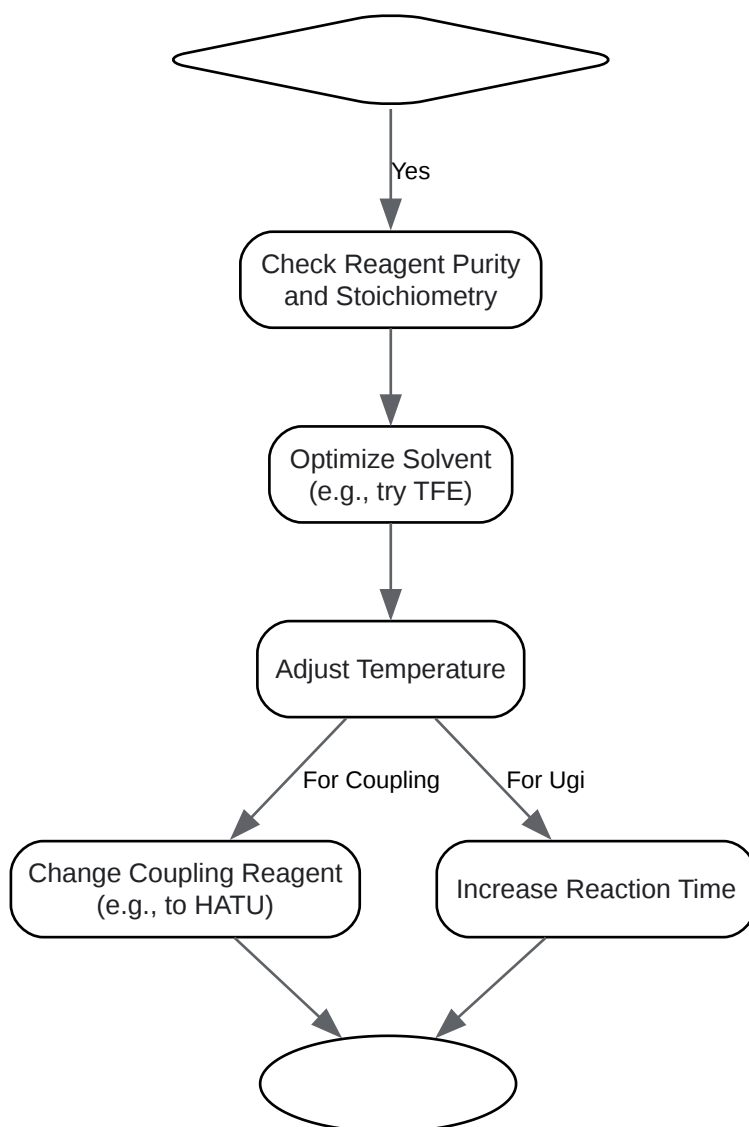 Yes
Check Reagent Purity
and Stoichiometry
Optimize Solvent
(e.g., try TFE)
Adjust Temperature
For Coupling
For Ugi
Change Coupling Reagent
(e.g., to HATU)
Increase Reaction Time